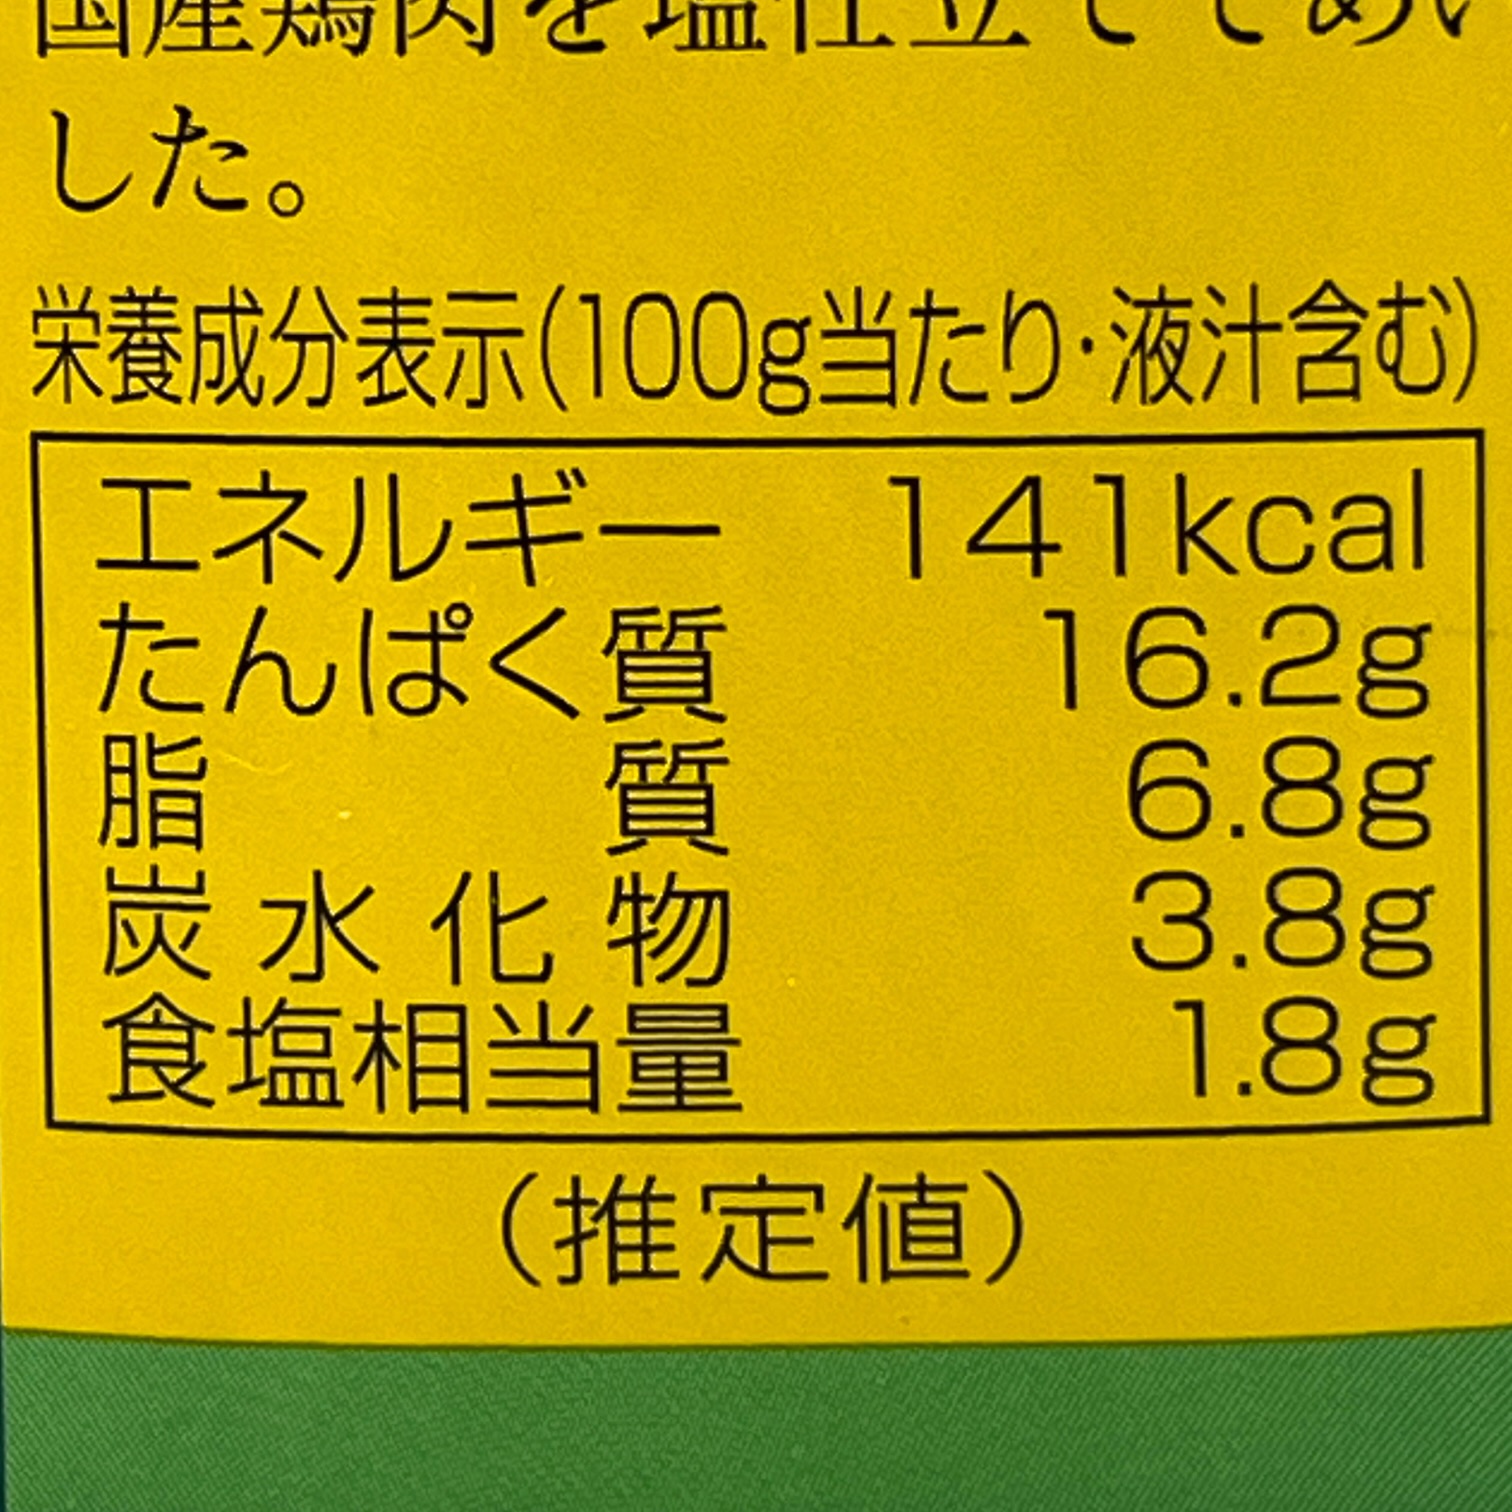 国産鶏肉を塩仕立てで
した。
栄養成分表示(100g当たり・液汁含む)
エネルギー 141kcal
たんぱく質 16.2g
脂質 6.8g
炭水化物 3.8g
食塩相当量 1.8g
(推定値)